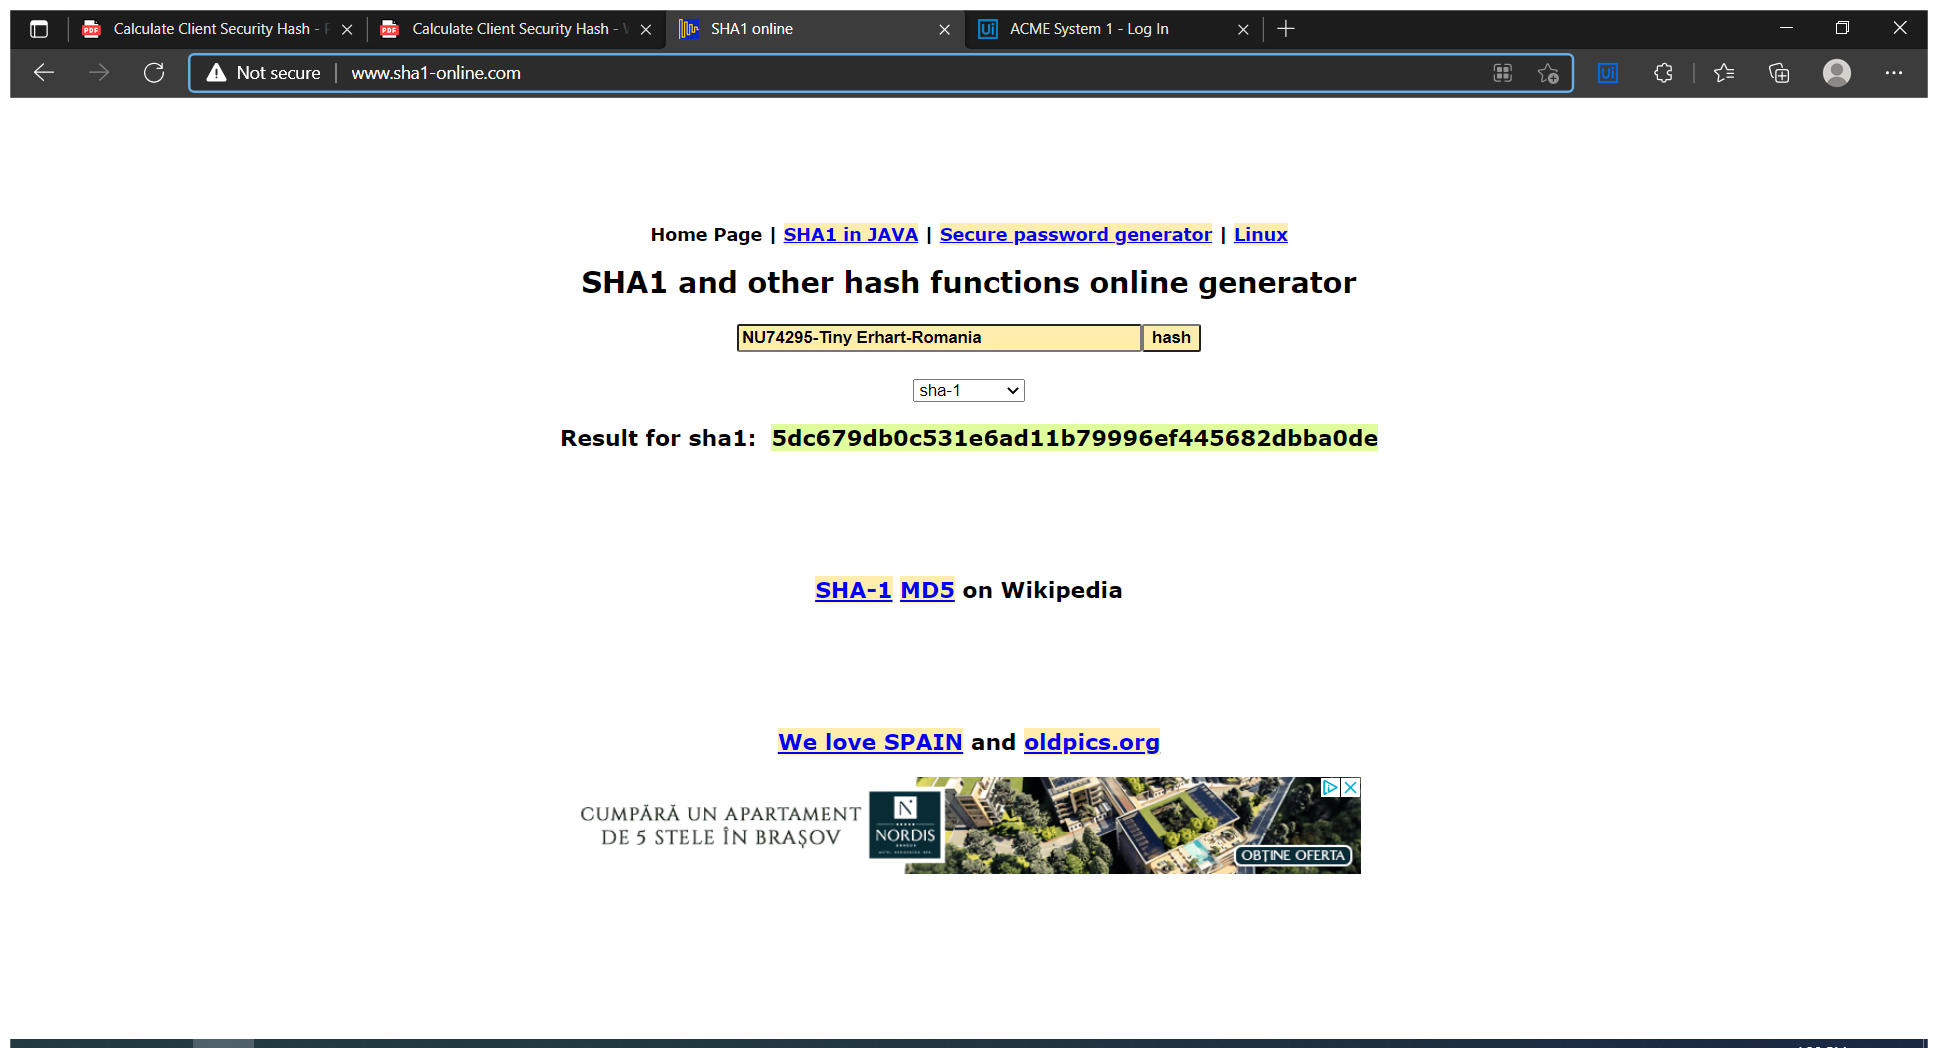 Calculate Client Security Hash -
Calculate Client Security Hash -
SHA1 online
Ui ACME System 1 - Log In
Not secure www.sha1-online.com
Ui
Home Page | SHA1 in JAVA | Secure password generator | Linux
SHA1 and other hash functions online generator
NU74295-Tiny Erhart-Romania hash
sha-1
Result for sha1: 5dc679db0c531e6ad11b79996ef445682dbba0de
SHA-1 MD5 on Wikipedia
We love SPAIN and oldpics.org
CUMPĂRĂ UN APARTAMENT
DE 5 STELE ÎN BRAȘOV
N
NORDIS
OBȚINE OFERTA